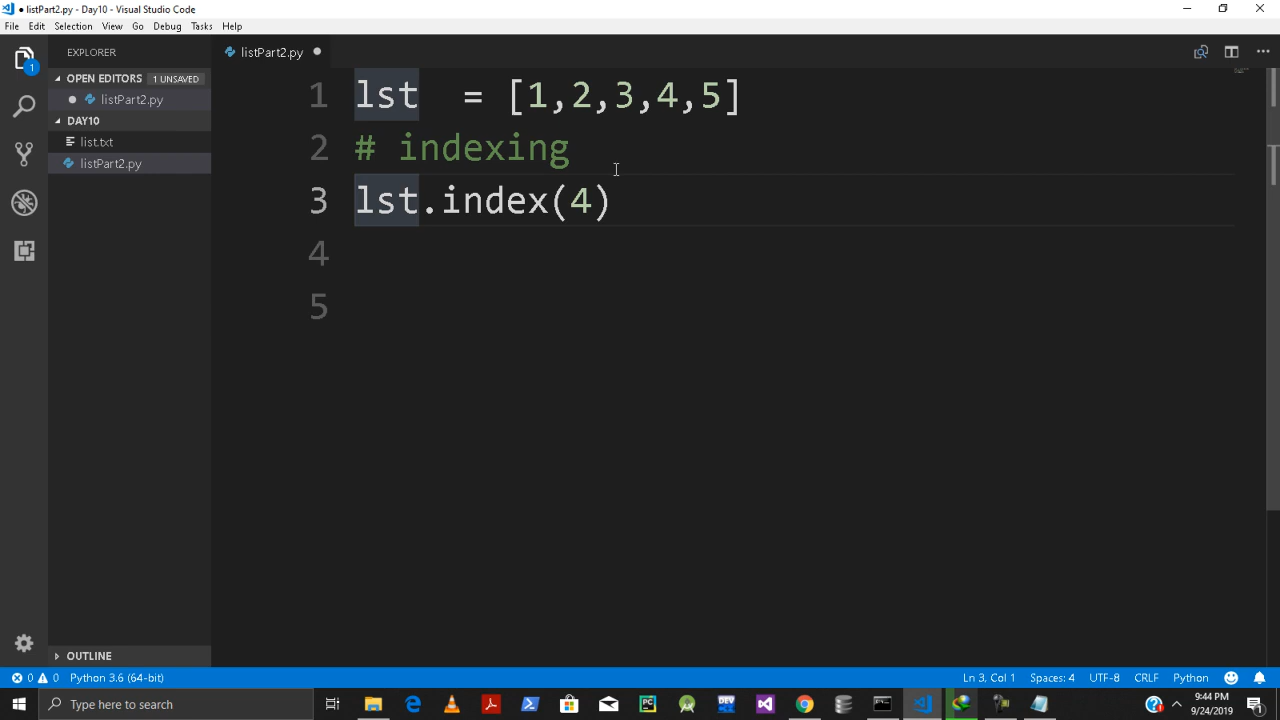 listPart2.py - Day10 - Visual Studio Code
File Edit Selection View Go Debug Tasks Help
EXPLORER
OPEN EDITORS 1 UNSAVED
listPart2.py
DAY10
list.txt
listPart2.py
OUTLINE
1
listPart2.py
1 lst  = [1,2,3,4,5]
2 # indexing
3 lst.index(4)
4
5
0 0 Python 3.6 (64-bit) Ln 3, Col 1 Spaces: 4 UTF-8 CRLF Python
Type here to search
9:44 PM
9/24/2019